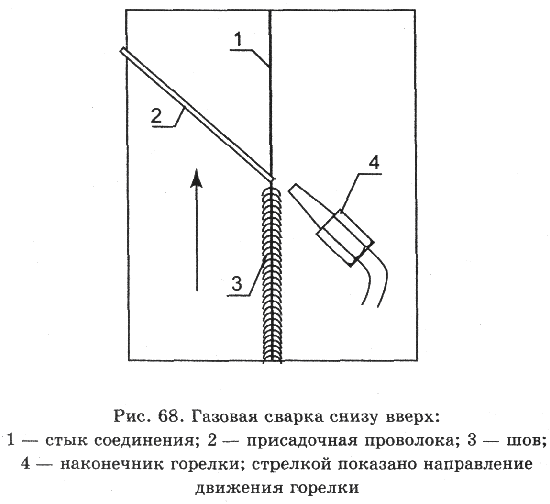 1
2
4
3
Рис. 68. Газовая сварка снизу вверх:
1 — стык соединения; 2 — присадочная проволока; 3 — шов;
4 — наконечник горелки; стрелкой показано направление
движения горелки